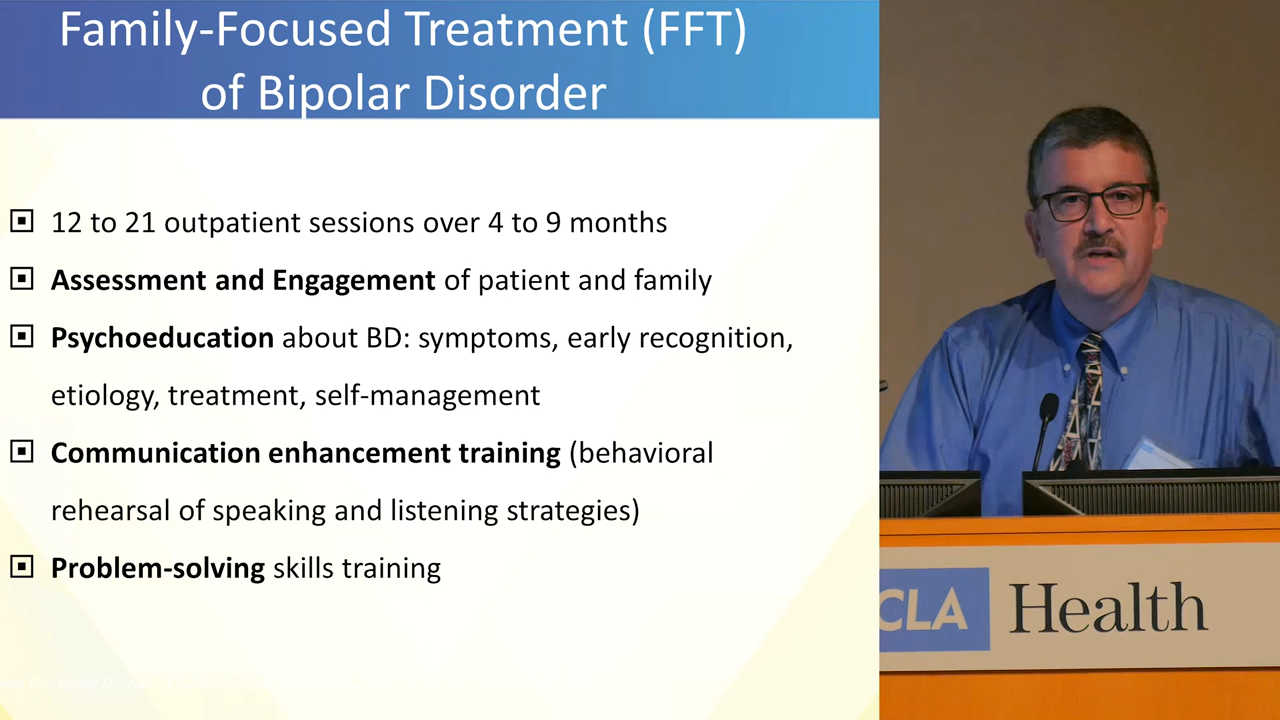 Family-Focused Treatment (FFT)
of Bipolar Disorder
12 to 21 outpatient sessions over 4 to 9 months
Assessment and Engagement of patient and family
Psychoeducation about BD: symptoms, early recognition,
etiology, treatment, self-management
Communication enhancement training (behavioral
rehearsal of speaking and listening strategies)
Problem-solving skills training
CLA Health